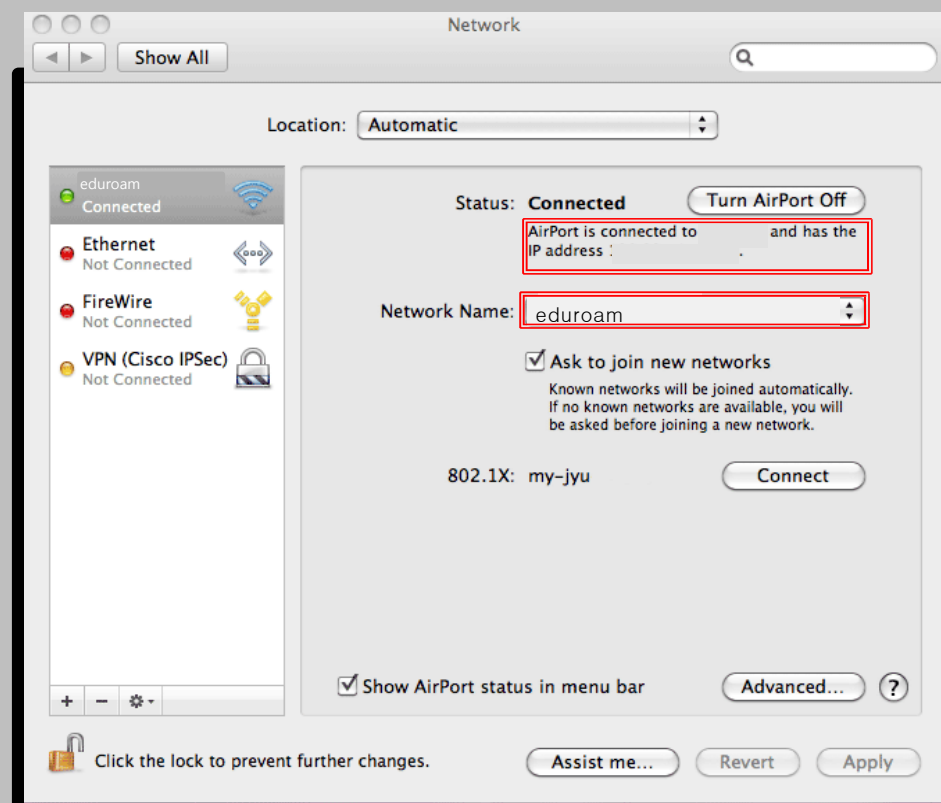 Network
Show All
Location: Automatic
eduroam
Connected
Ethernet
Not Connected
FireWire
Not Connected
VPN (Cisco IPSec)
Not Connected
Status: Connected
Turn AirPort Off
AirPort is connected to and has the
IP address .
Network Name: eduroam
Ask to join new networks
Known networks will be joined automatically.
If no known networks are available, you will
be asked before joining a new network.
802.1X: my-jyu
Connect
Show AirPort status in menu bar
Advanced...
?
+ -
Click the lock to prevent further changes.
Assist me...
Revert
Apply